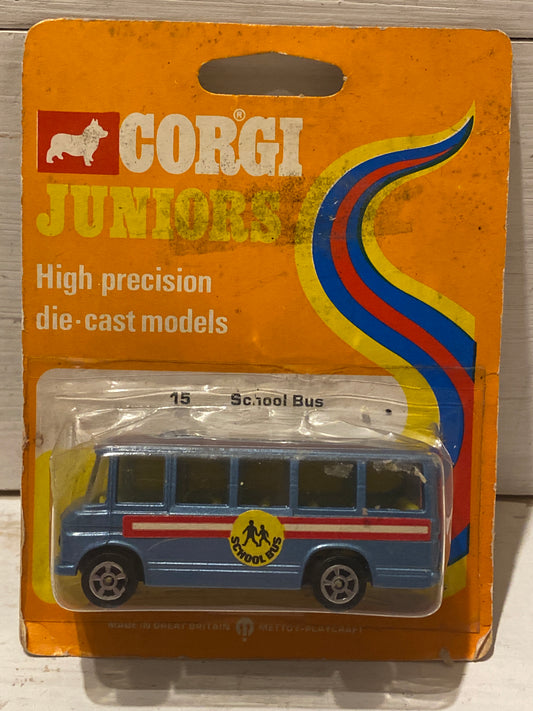 CORGI®
JUNIORS
High precision
die-cast models
15 School Bus
SCHOOL BUS
MADE IN GREAT BRITAIN METTOY-PLAYCRAFT